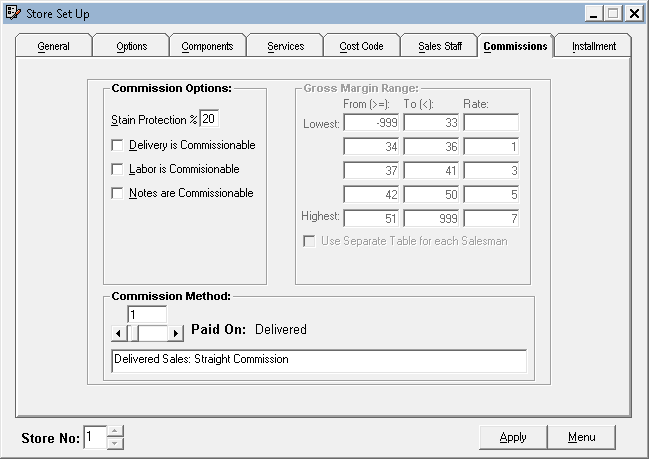 Store Set Up
General Options Components Services Cost Code Sales Staff Commissions Installment
Commission Options:
Stain Protection % 20
Delivery is Commissionable
Labor is Commisionable
Notes are Commissionable
Gross Margin Range:
From (>=): To (<): Rate:
Lowest: -999 33
34 36 1
37 41 3
42 50 5
Highest: 51 999 7
Use Separate Table for each Salesman
Commission Method:
1
Paid On: Delivered
Delivered Sales: Straight Commission
Store No: 1
Apply Menu